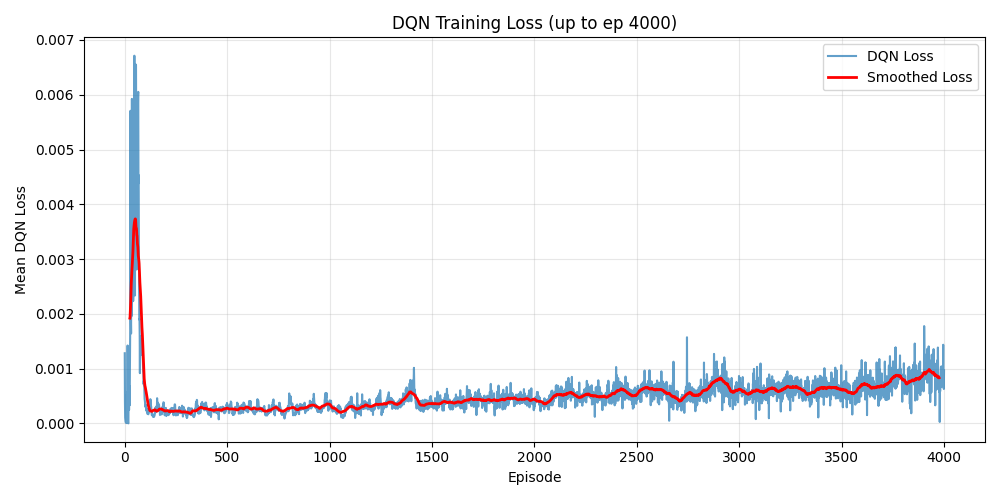 DQN Training Loss (up to ep 4000)
0.007
0.006
0.005
0.004
0.003
0.002
0.001
0.000
Mean DQN Loss
DQN Loss
Smoothed Loss
0 500 1000 1500 2000 2500 3000 3500 4000
Episode